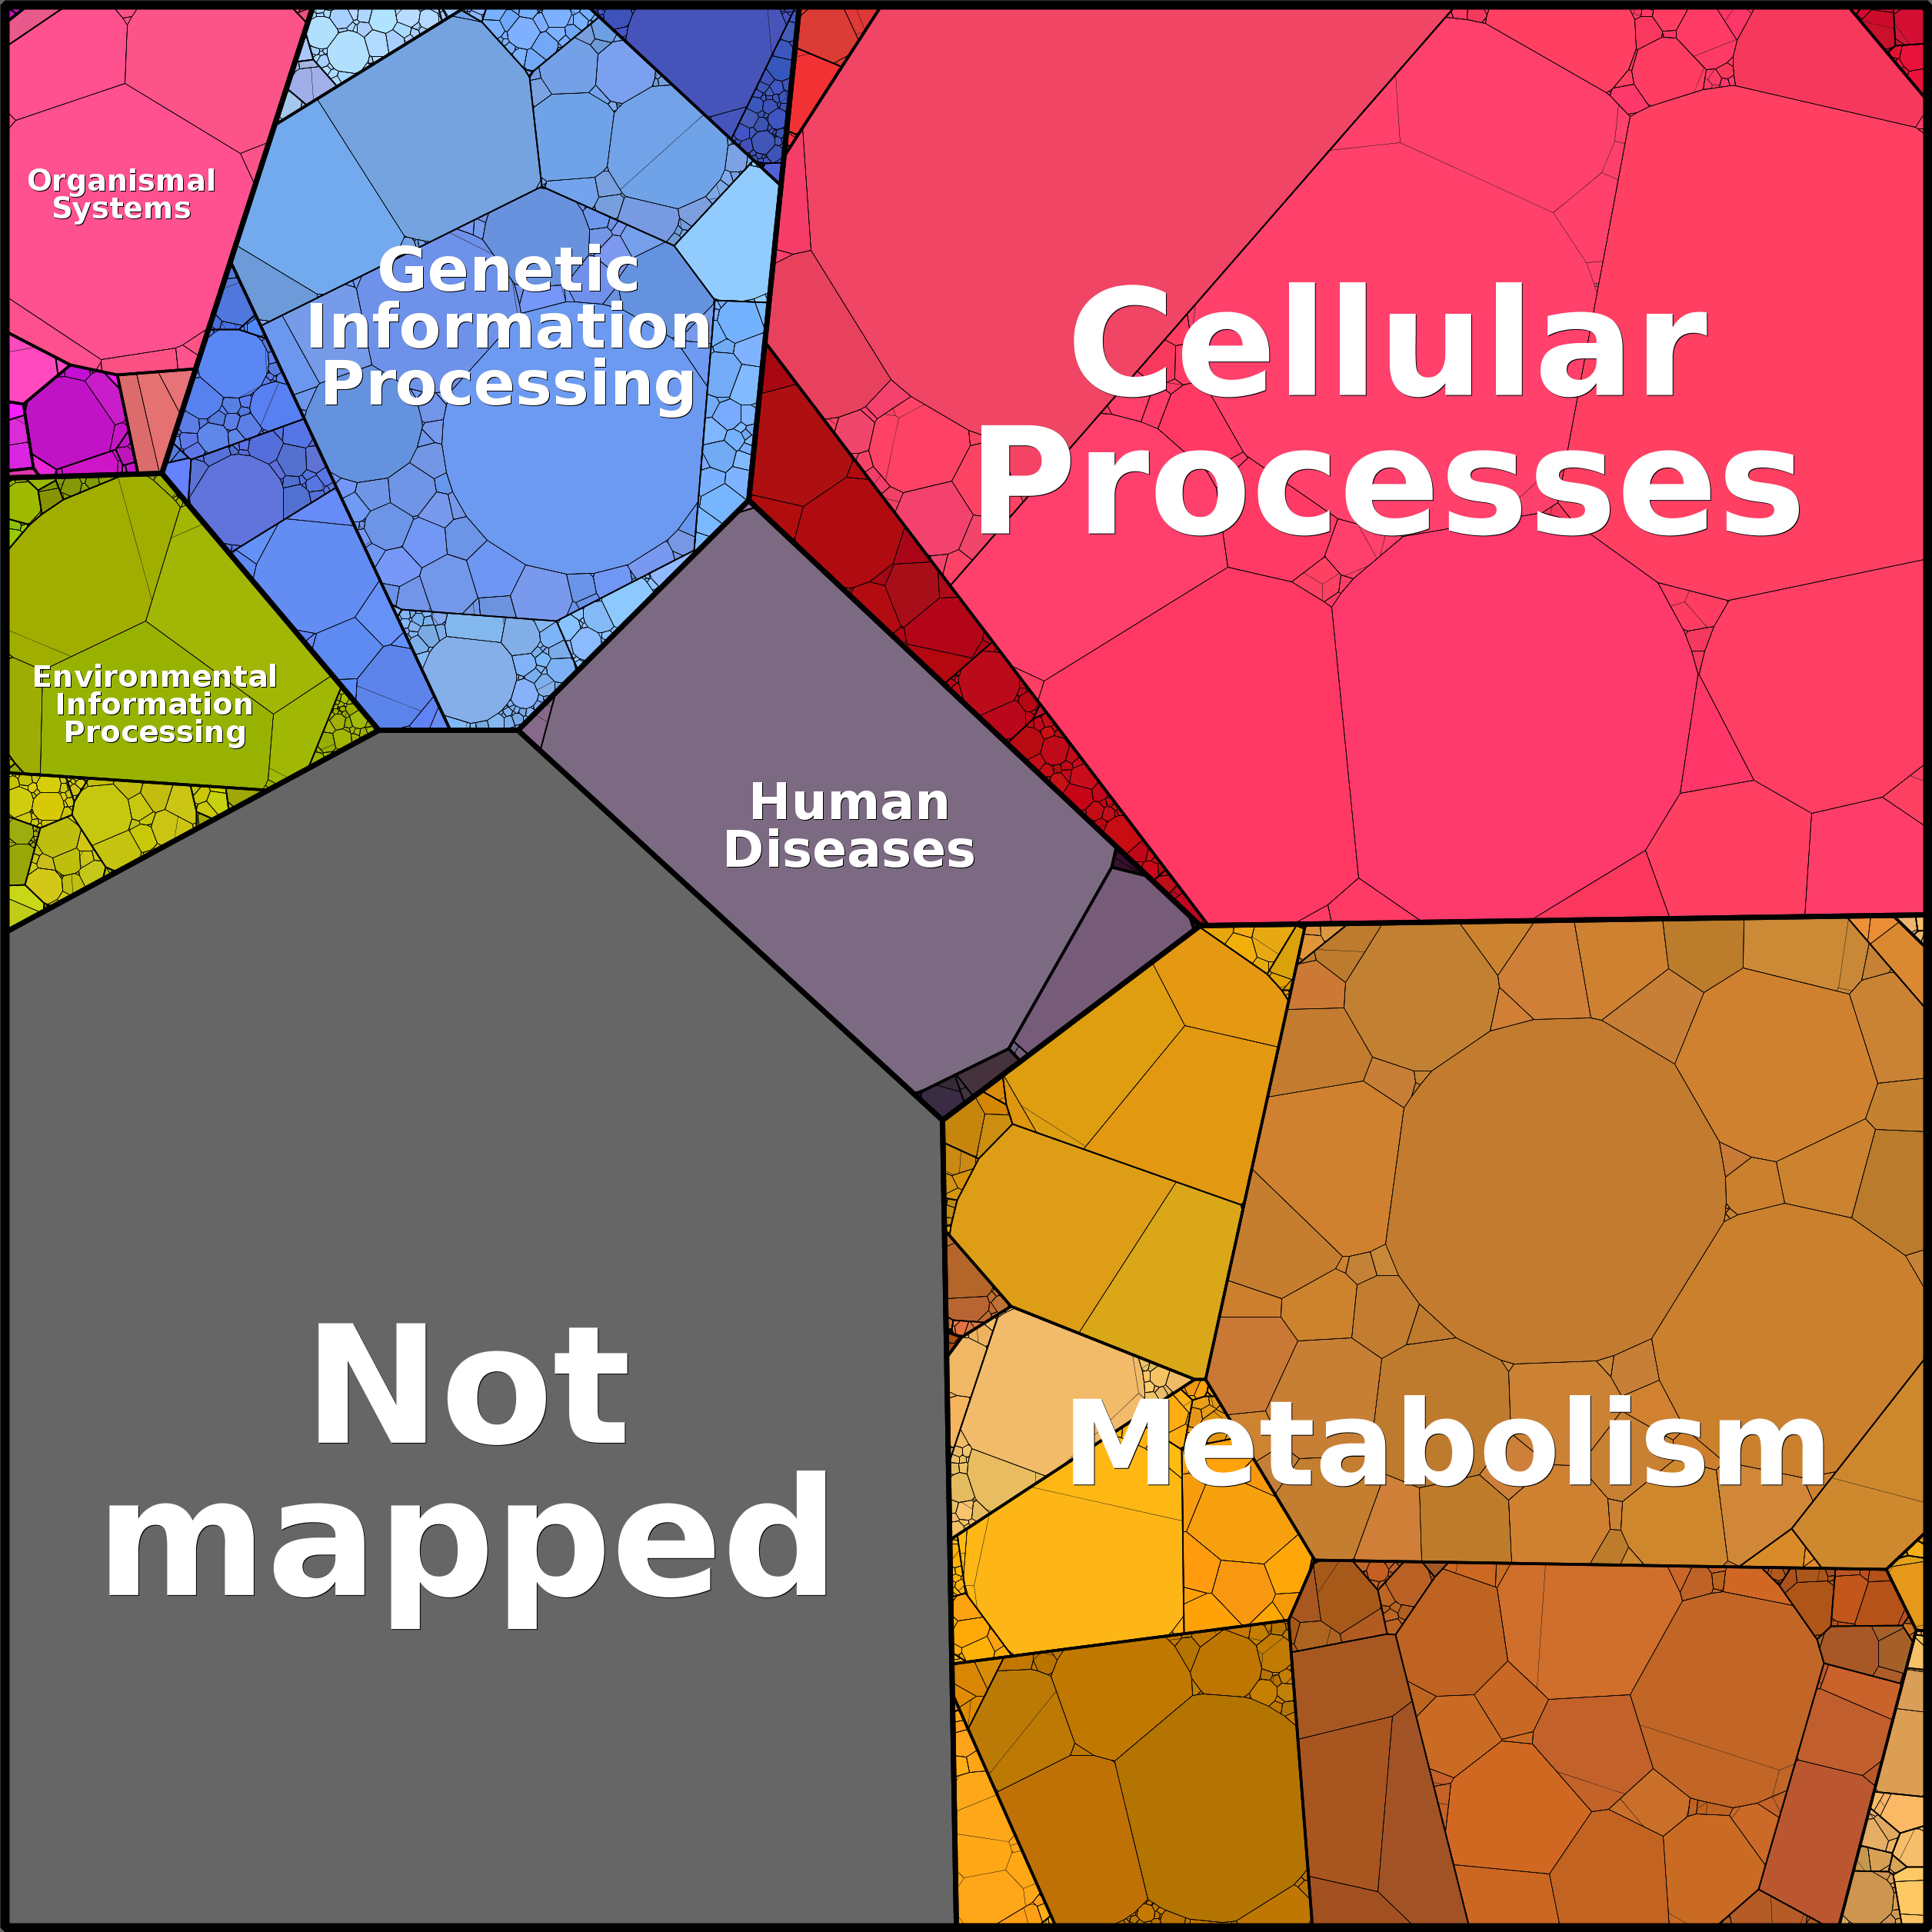 Organismal
Systems
Genetic
Information
Processing
Cellular
Processes
Environmental
Information
Processing
Human
Diseases
Not
mapped
Metabolism